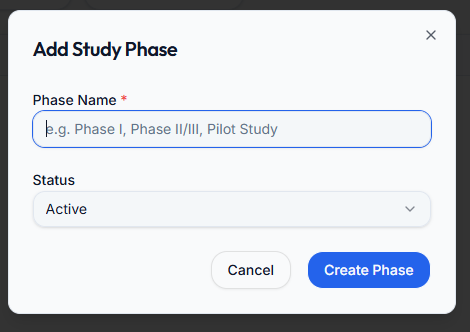 Add Study Phase
Phase Name *
e.g. Phase I, Phase II/III, Pilot Study
Status
Active
Cancel
Create Phase